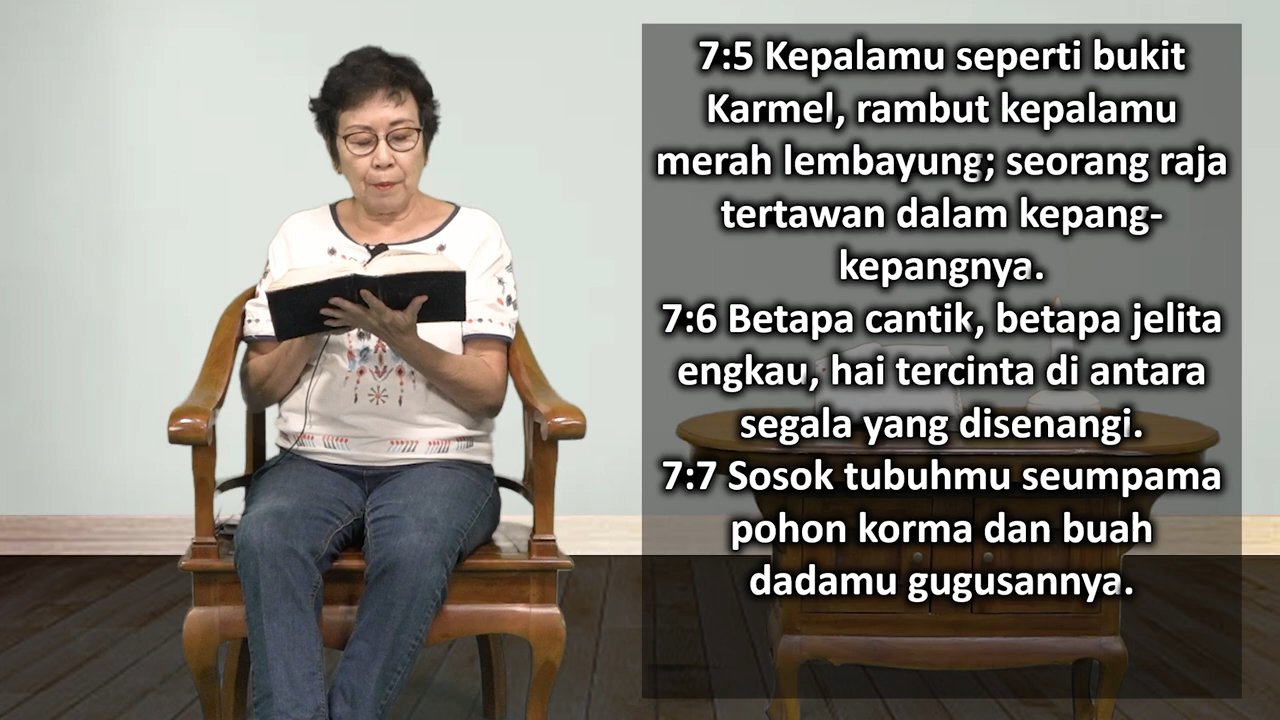 7:5 Kepalamu seperti bukit
Karmel, rambut kepalamu
merah lembayung; seorang raja
tertawan dalam kepang-
kepangnya.
7:6 Betapa cantik, betapa jelita
engkau, hai tercinta di antara
segala yang disenangi.
7:7 Sosok tubuhmu seumpama
pohon korma dan buah
dadamu gugusannya.